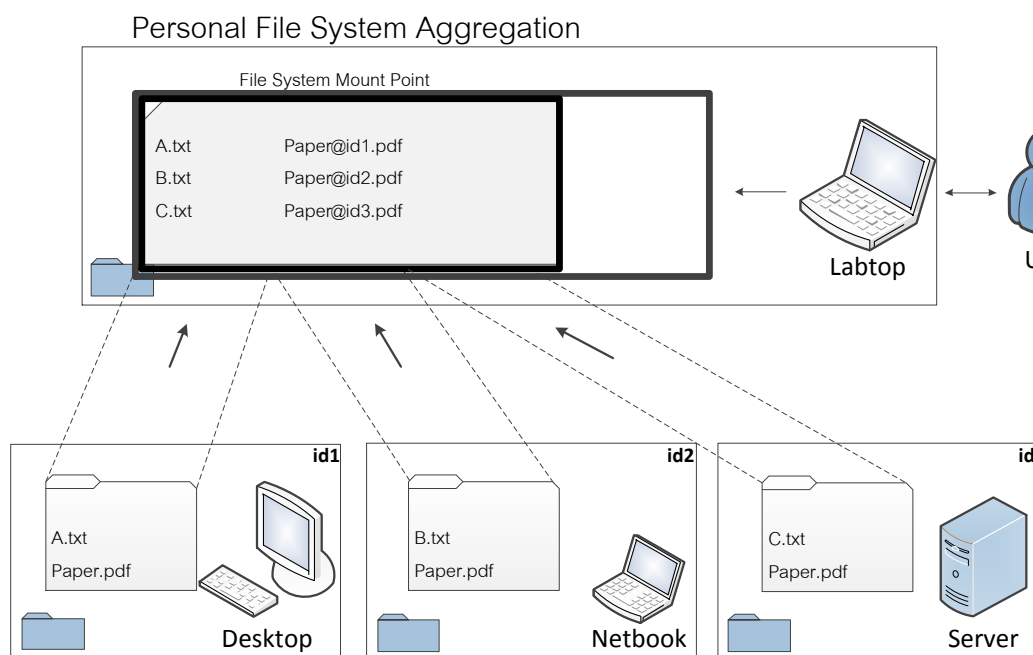 Personal File System Aggregation
File System Mount Point
A.txt Paper@id1.pdf
B.txt Paper@id2.pdf
C.txt Paper@id3.pdf
Labtop
U
id1
A.txt
Paper.pdf
Desktop
id2
B.txt
Paper.pdf
Netbook
id
C.txt
Paper.pdf
Server